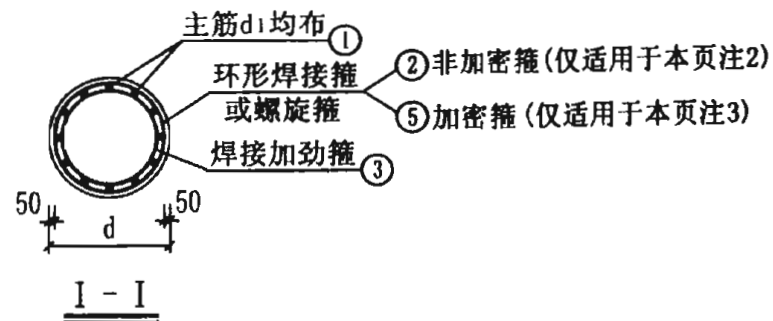 主筋d1均布 ①
环形焊接箍
或螺旋箍
② 非加密箍(仅适用于本页注2)
⑤ 加密箍(仅适用于本页注3)
焊接加劲箍 ③
50 50
d
I - I